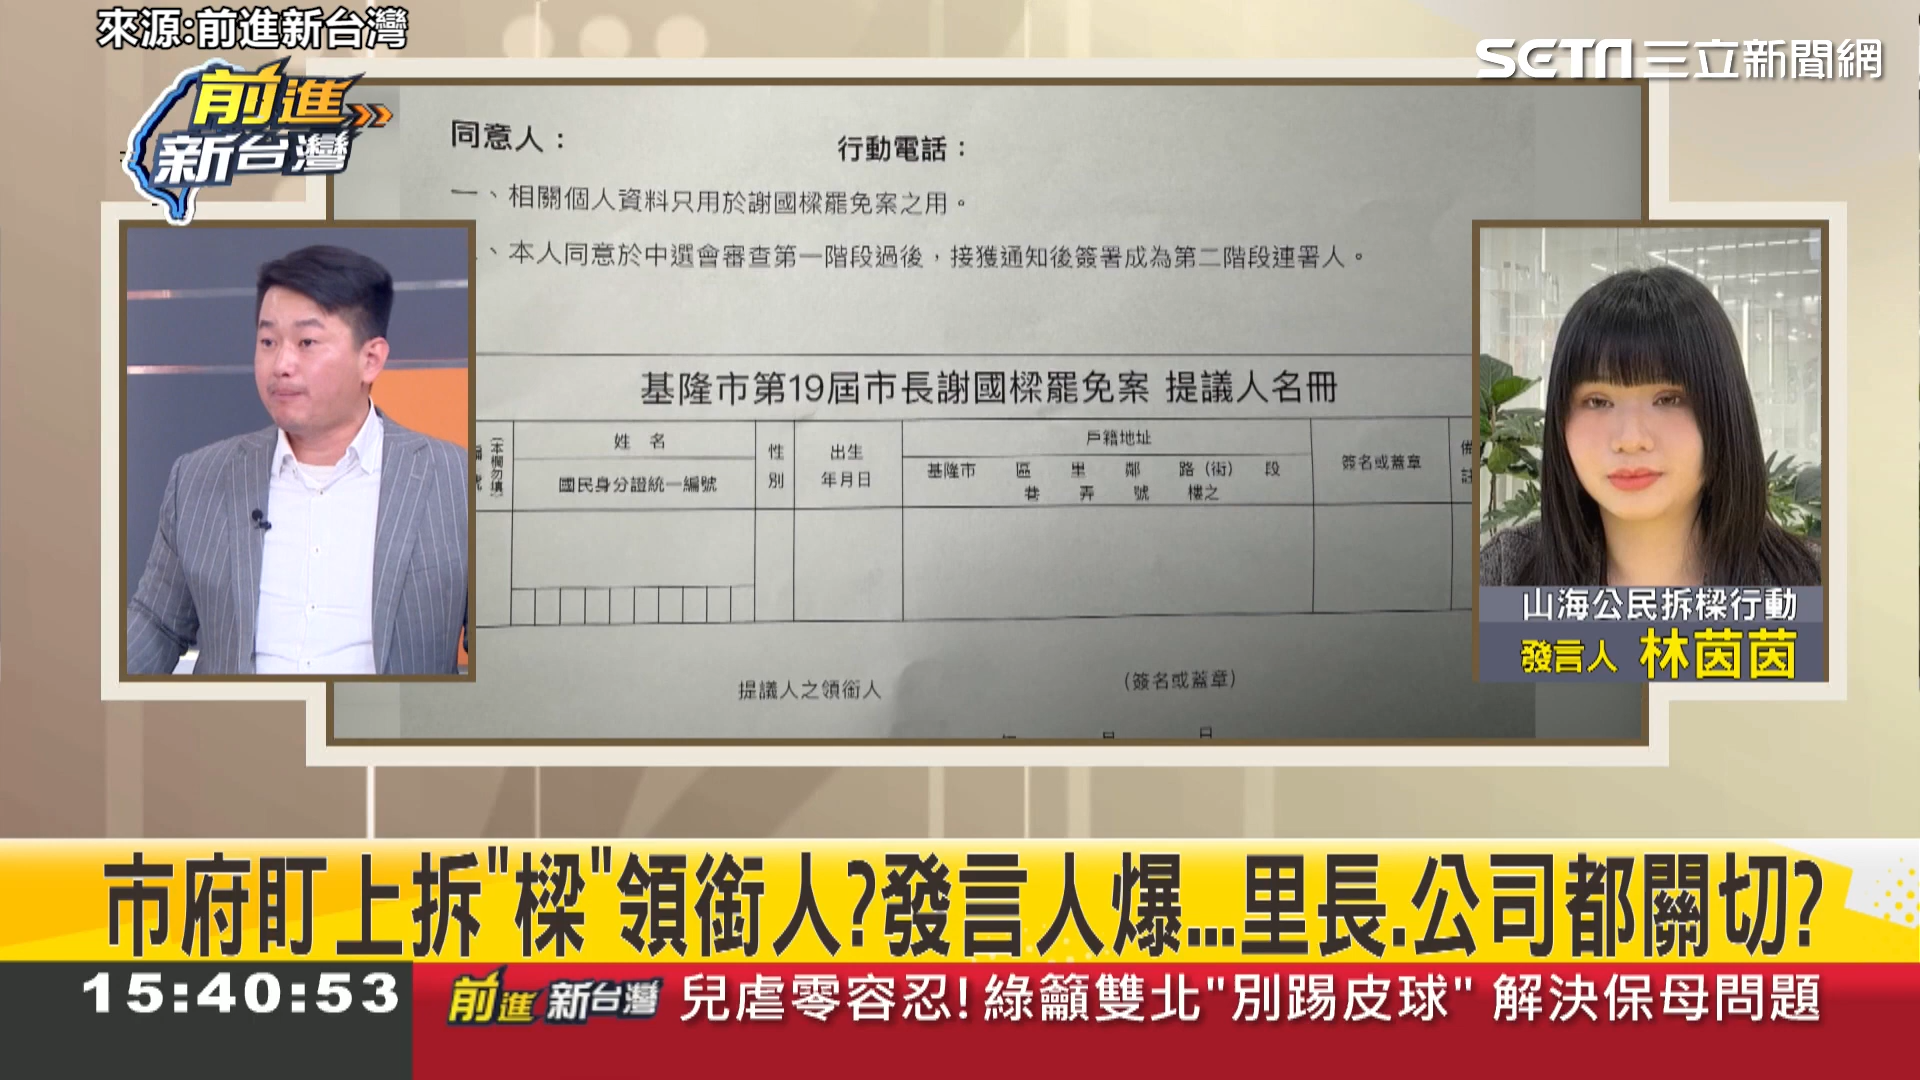 來源:前進新台灣
前進
新台灣
SETN三立新聞網
同意人：
行動電話：
一、相關個人資料只用於謝國樑罷免案之用。
、本人同意於中選會審查第一階段過後，接獲通知後簽署成為第二階段連署人。
基隆市第19屆市長謝國樑罷免案 提議人名冊
編號
(本欄勿填)
姓 名
國民身分證統一編號
性別
出生
年月日
戶籍地址
基隆市 區 里 鄰 路（街） 段
巷 弄 號 樓之
簽名或蓋章
備註
提議人之領銜人
(簽名或蓋章)
月 日
山海公民拆樑行動
發言人 林茵茵
市府盯上拆"樑"領銜人?發言人爆...里長.公司都關切?
15:40:53
前進新台灣 兒虐零容忍!綠籲雙北"別踢皮球" 解決保母問題